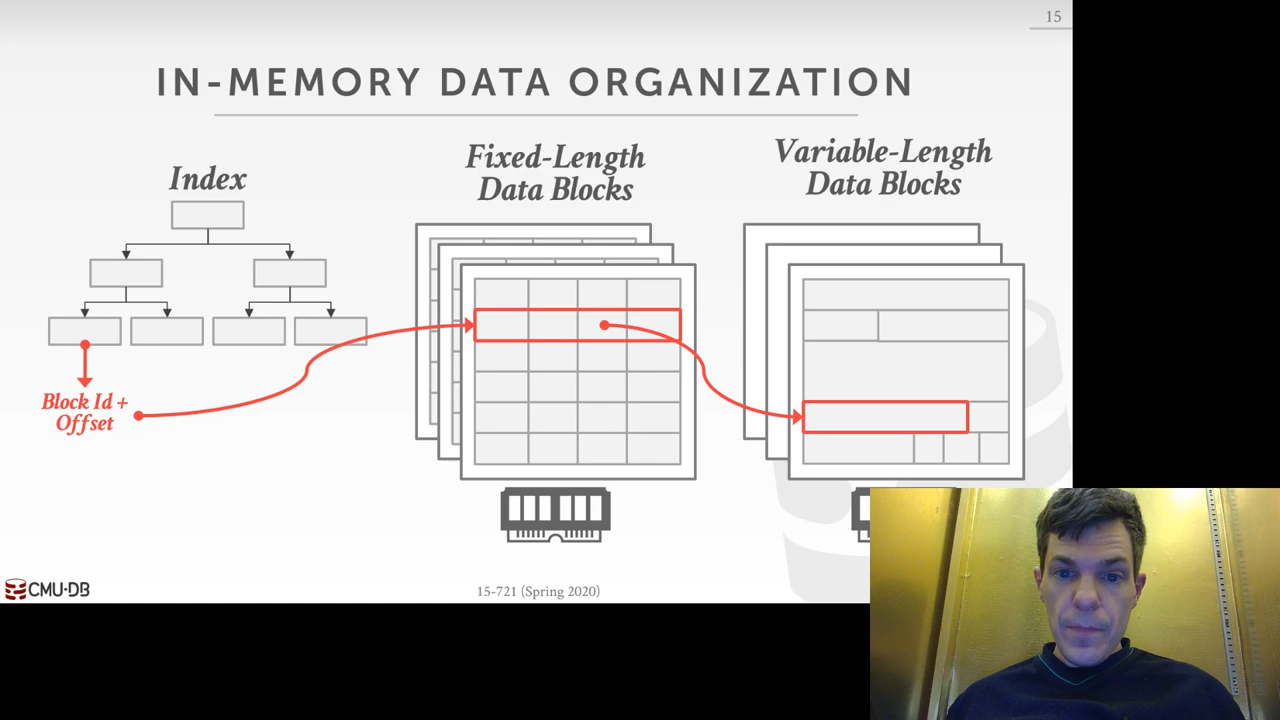 15
IN-MEMORY DATA ORGANIZATION
Index
Fixed-Length
Data Blocks
Variable-Length
Data Blocks
Block Id +
Offset
CMU·DB
15-721 (Spring 2020)